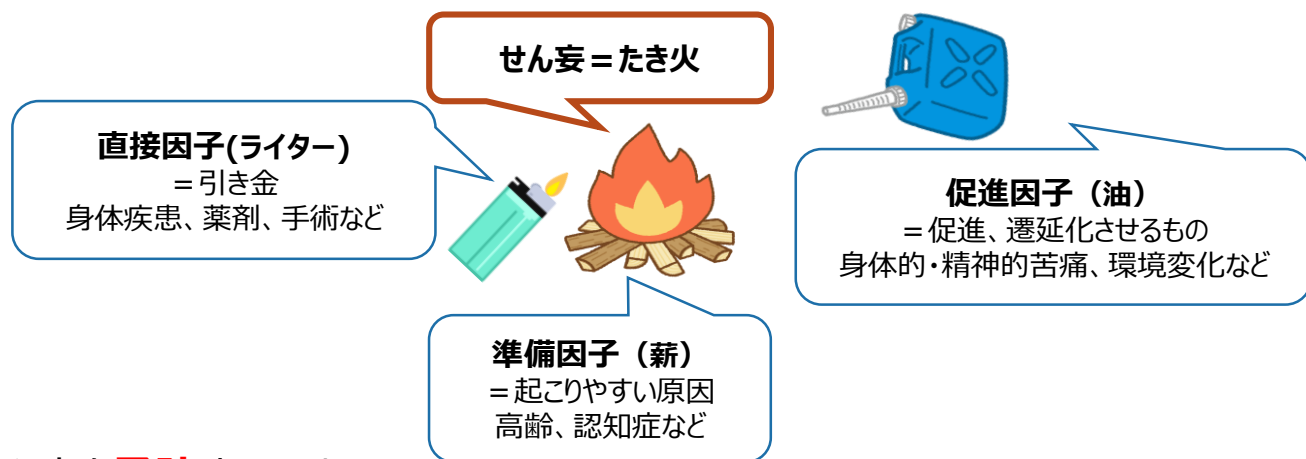 せん妄＝たき火
直接因子(ライター)
＝引き金
身体疾患、薬剤、手術など
促進因子（油）
＝促進、遷延化させるもの
身体的・精神的苦痛、環境変化など
準備因子（薪）
＝起こりやすい原因
高齢、認知症など